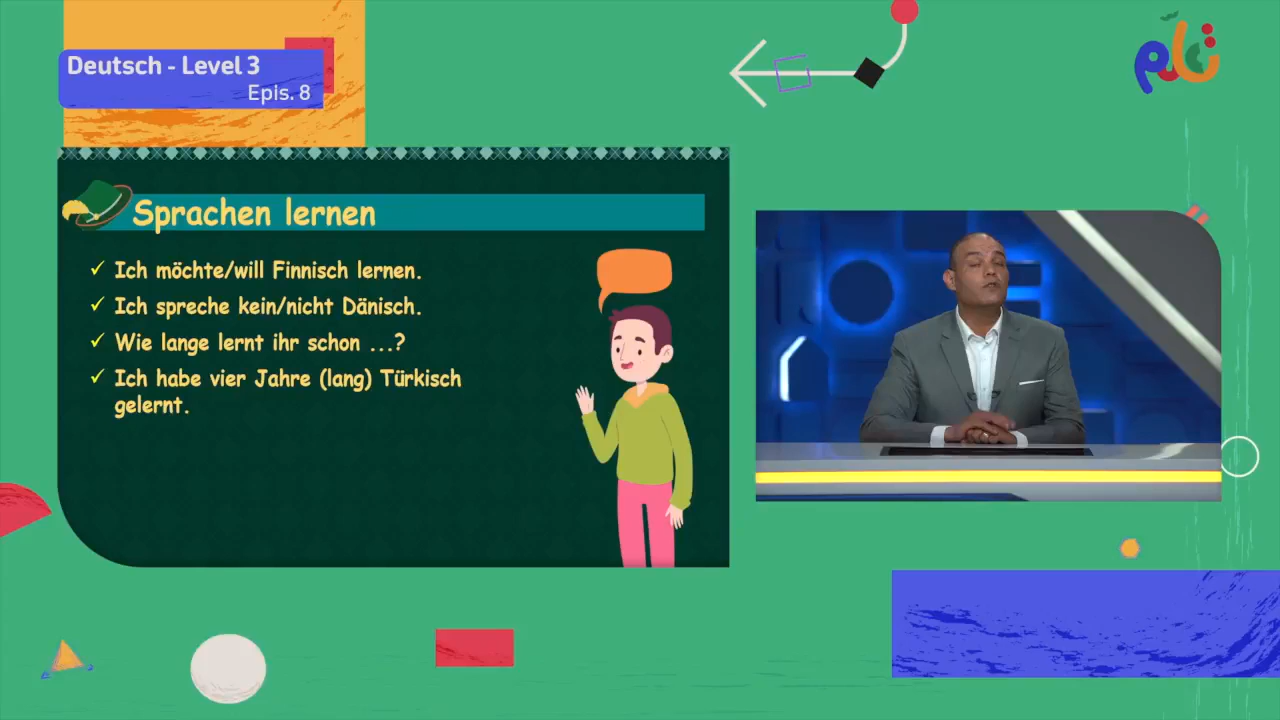 Deutsch - Level 3
Epis. 8
Sprachen lernen
✓ Ich möchte/will Finnisch lernen.
✓ Ich spreche kein/nicht Dänisch.
✓ Wie lange lernt ihr schon ...?
✓ Ich habe vier Jahre (lang) Türkisch
gelernt.